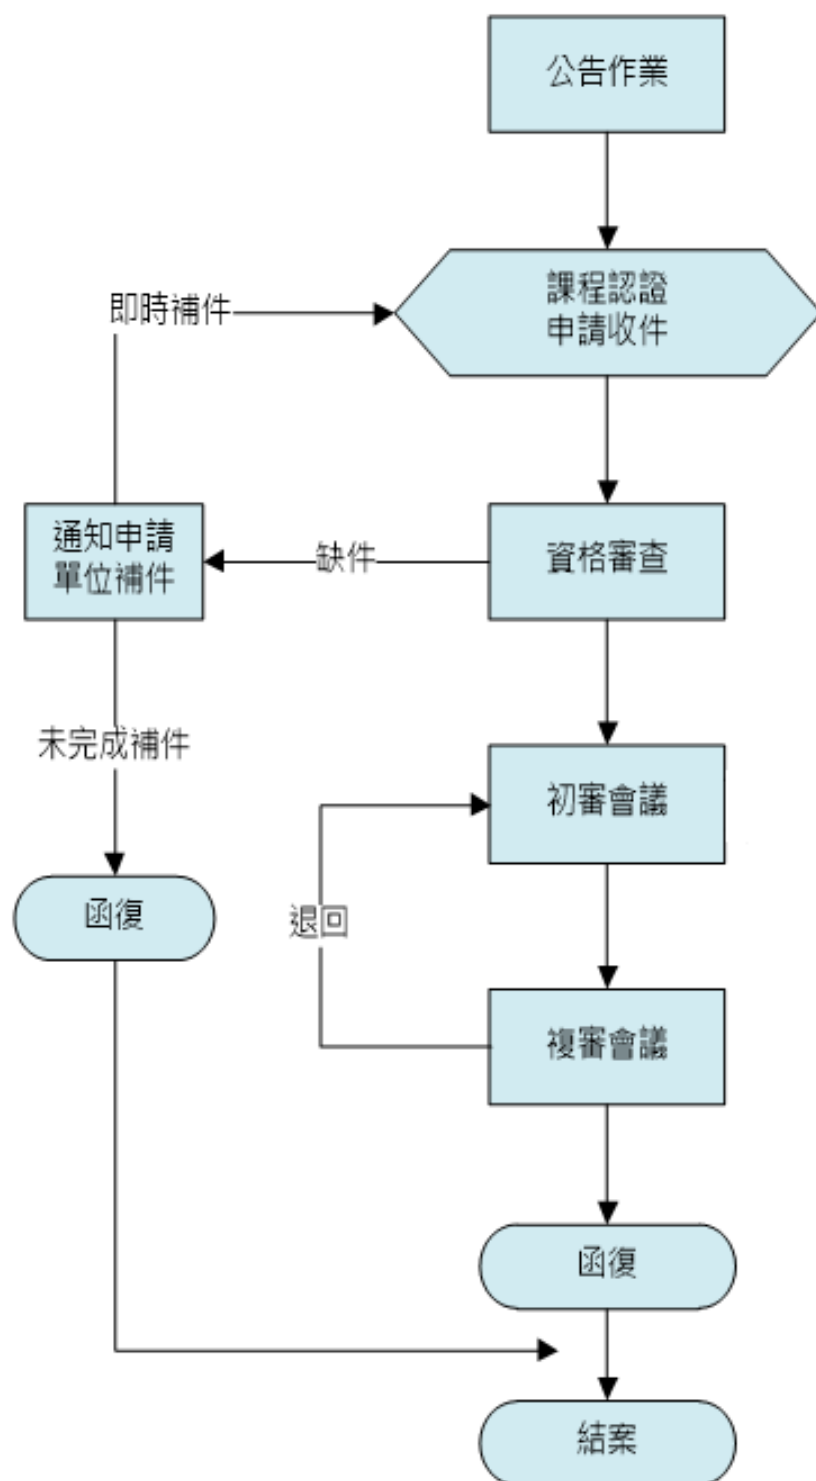 公告作業
課程認證
申請收件
即時補件
通知申請
單位補件
缺件
資格審查
未完成補件
初審會議
函復
退回
複審會議
函復
結案